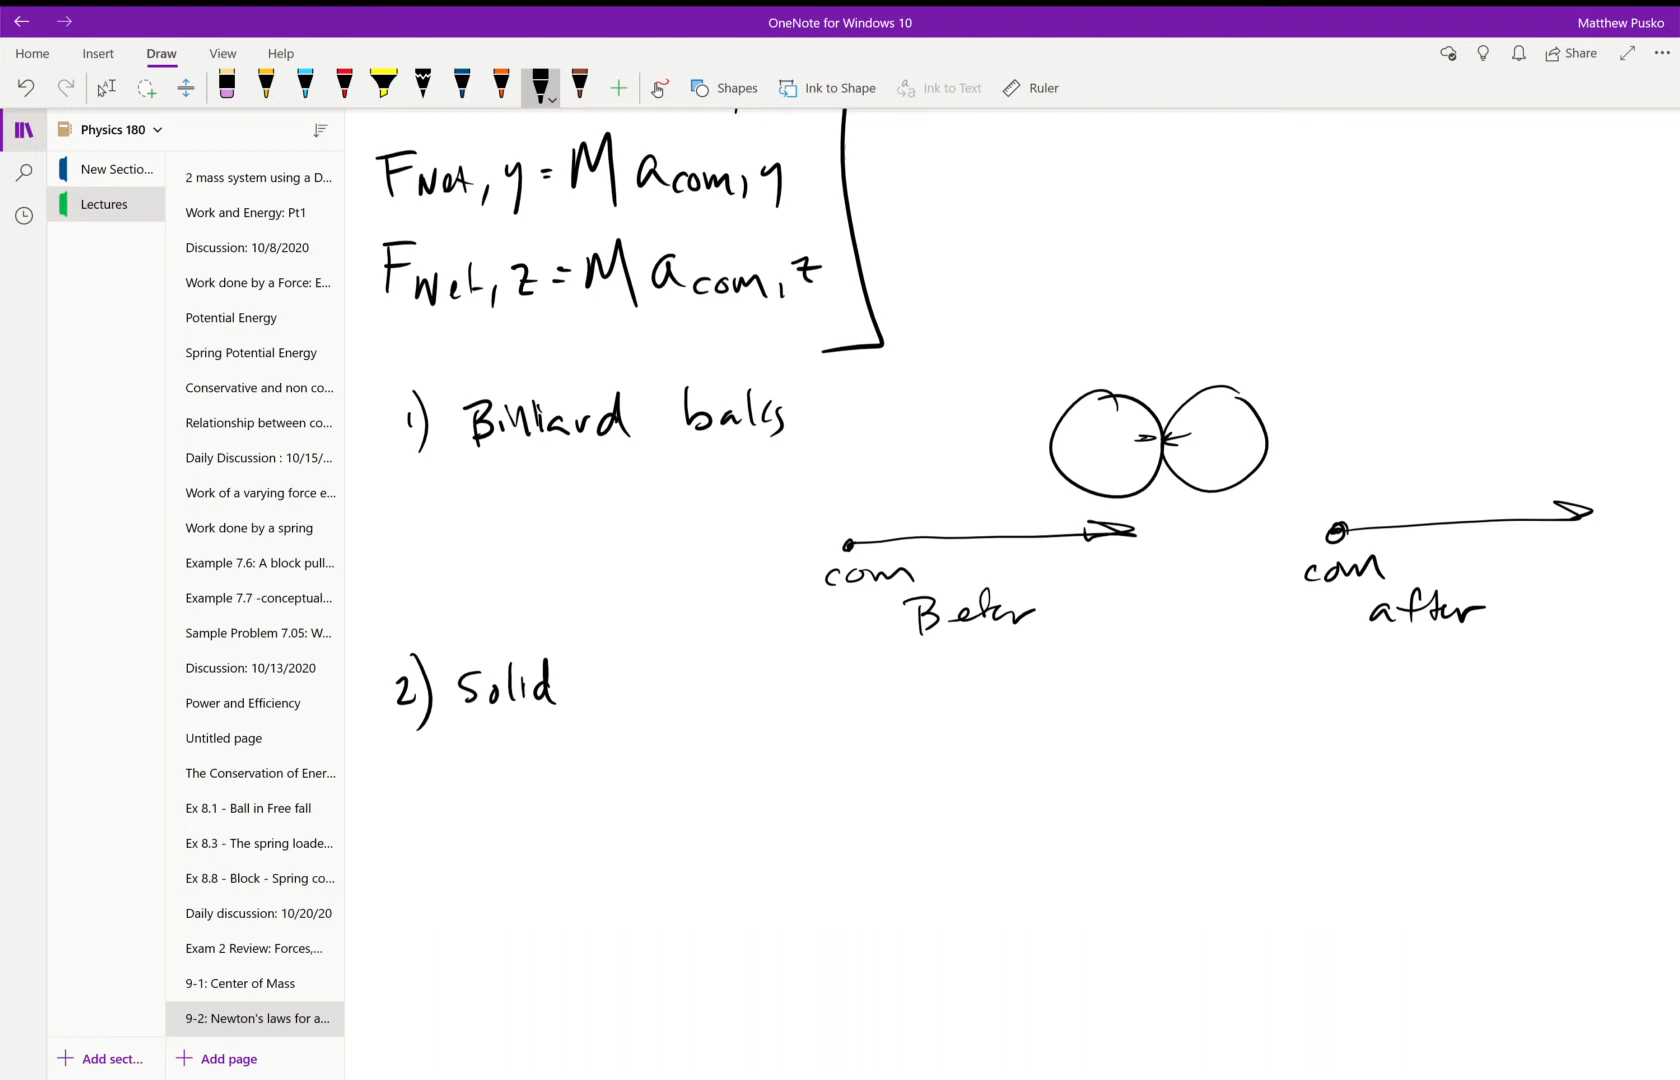 OneNote for Windows 10
Matthew Pusko
Home Insert Draw View Help
Share
Shapes Ink to Shape Ink to Text Ruler
Physics 180
New Sectio...
Lectures
2 mass system using a D...
Work and Energy: Pt1
Discussion: 10/8/2020
Work done by a Force: E...
Potential Energy
Spring Potential Energy
Conservative and non co...
Relationship between co...
Daily Discussion : 10/15/...
Work of a varying force e...
Work done by a spring
Example 7.6: A block pull...
Example 7.7 -conceptual...
Sample Problem 7.05: W...
Discussion: 10/13/2020
Power and Efficiency
Untitled page
The Conservation of Ener...
Ex 8.1 - Ball in Free fall
Ex 8.3 - The spring loade...
Ex 8.8 - Block - Spring co...
Daily discussion: 10/20/20
Exam 2 Review: Forces,...
9-1: Center of Mass
9-2: Newton's laws for a...
Add sect...
Add page
F Net, y = M a com, y
F Net, z = M a com, z
1) Billiard balls
com
com
after
2) Solid